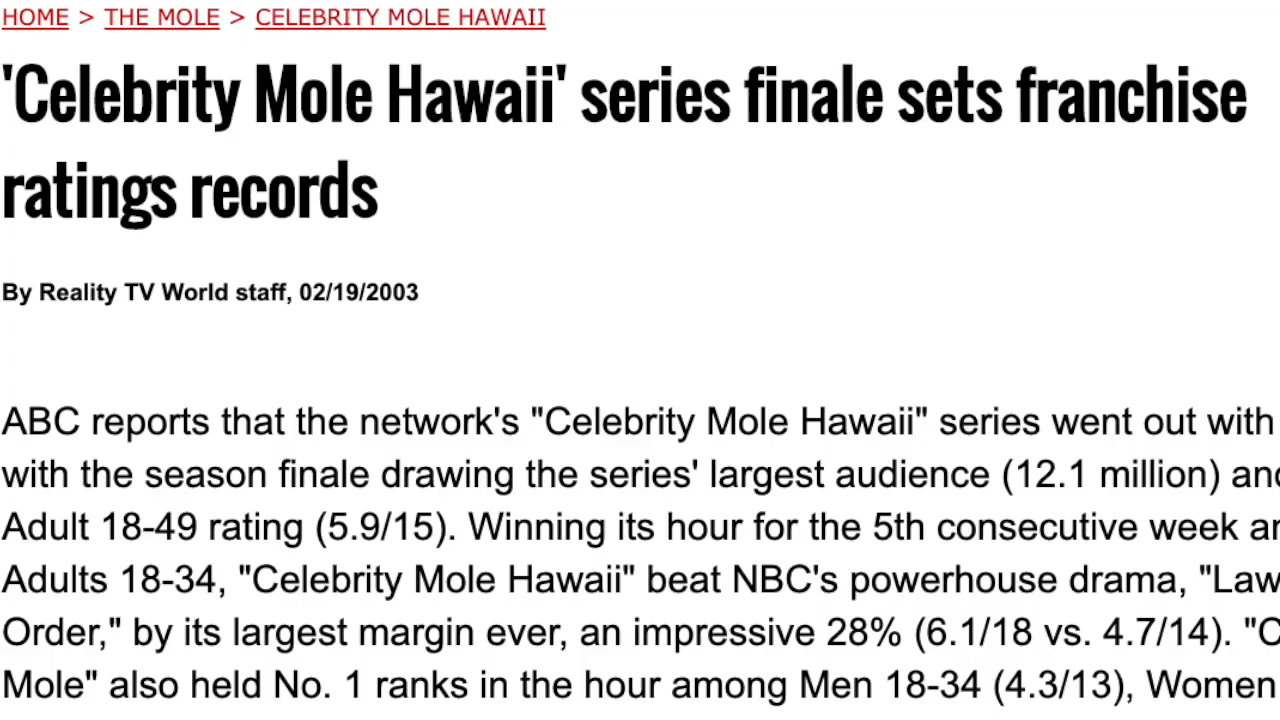 HOME > THE MOLE > CELEBRITY MOLE HAWAII
'Celebrity Mole Hawaii' series finale sets franchise
ratings records
By Reality TV World staff, 02/19/2003
ABC reports that the network's "Celebrity Mole Hawaii" series went out with
with the season finale drawing the series' largest audience (12.1 million)
Adult 18-49 rating (5.9/15). Winning its hour for the 5th consecutive week
Adults 18-34, "Celebrity Mole Hawaii" beat NBC's powerhouse drama, "Law
Order," by its largest margin ever, an impressive 28% (6.1/18 vs. 4.7/14).
Mole" also held No. 1 ranks in the hour among Men 18-34 (4.3/13), Women